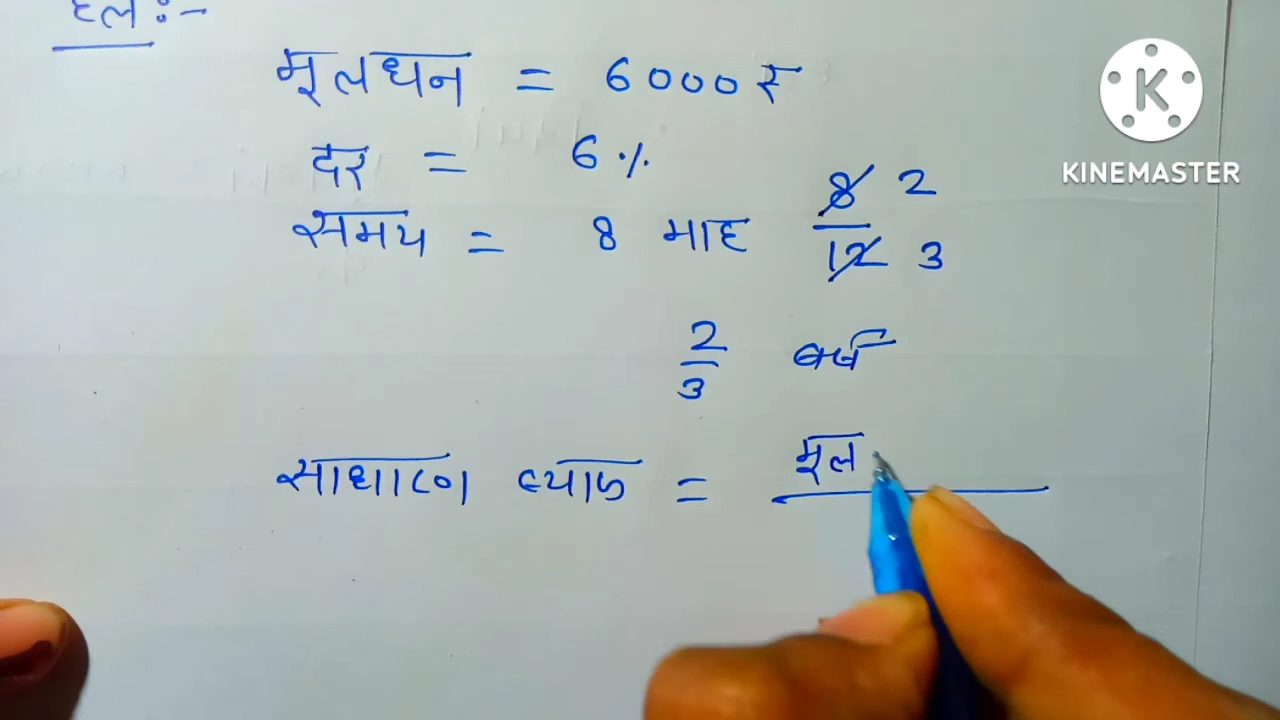 हल :-
मूलधन = 6000 रु
दर = 6 %
समय = 8 माह 8/12 2/3
2/3 वर्ष
साधारण ब्याज = मूल
K
KINEMASTER